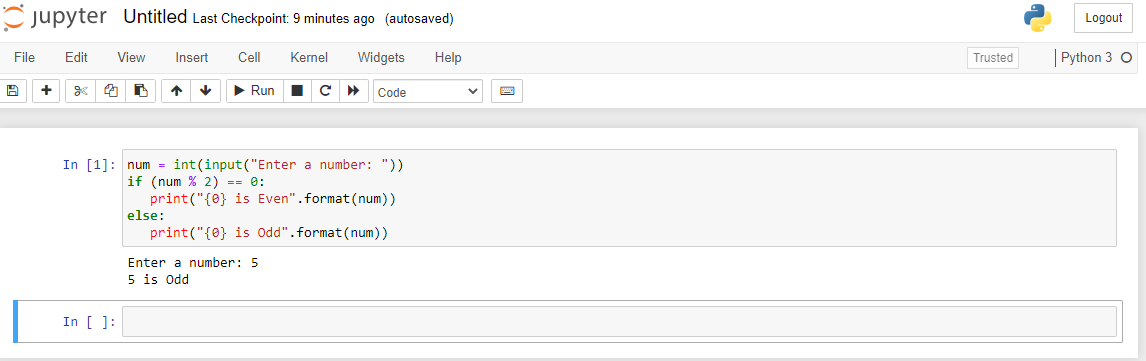 jupyter Untitled Last Checkpoint: 9 minutes ago (autosaved) Logout
File Edit View Insert Cell Kernel Widgets Help Trusted Python 3
Run Code
In [1]: num = int(input("Enter a number: "))
if (num % 2) == 0:
   print("{0} is Even".format(num))
else:
   print("{0} is Odd".format(num))
Enter a number: 5
5 is Odd
In [ ]: